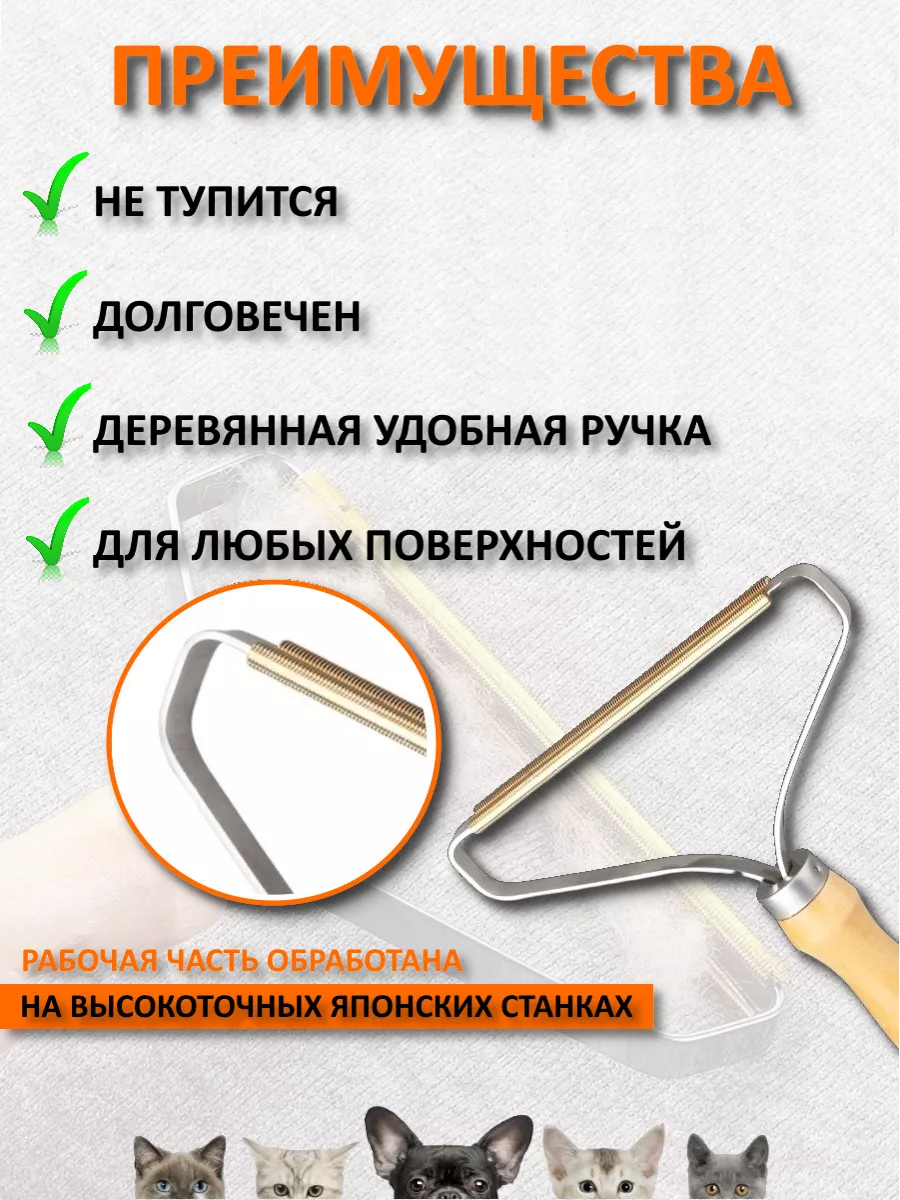 ПРЕИМУЩЕСТВА
НЕ ТУПИТСЯ
ДОЛГОВЕЧЕН
ДЕРЕВЯННАЯ УДОБНАЯ РУЧКА
ДЛЯ ЛЮБЫХ ПОВЕРХНОСТЕЙ
РАБОЧАЯ ЧАСТЬ ОБРАБОТАНА
НА ВЫСОКОТОЧНЫХ ЯПОНСКИХ СТАНКАХ